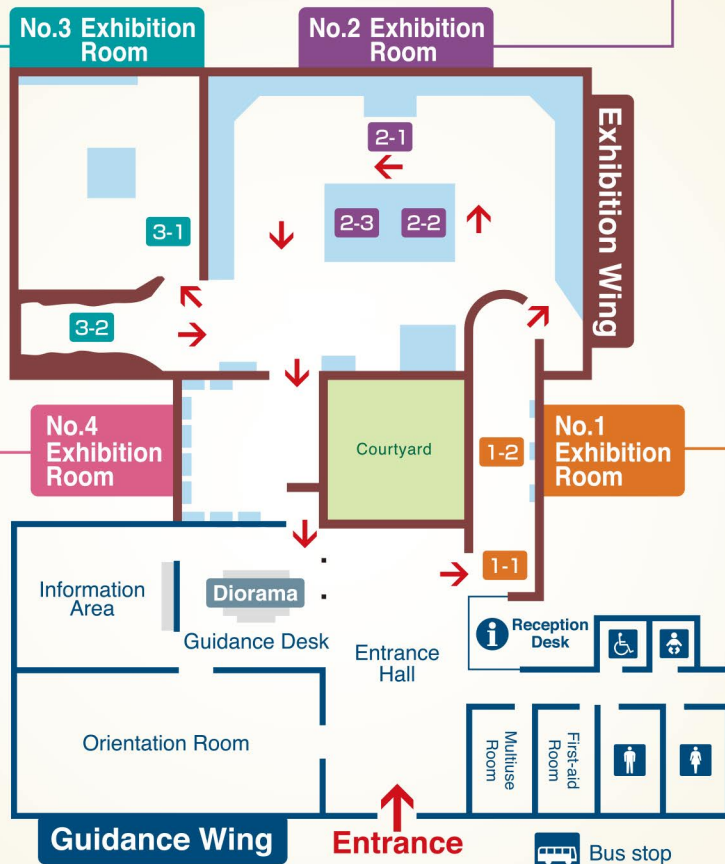 No.3 Exhibition
Room
No.2 Exhibition
Room
Exhibition Wing
2-1
2-3
2-2
3-1
3-2
No.4
Exhibition
Room
Courtyard
1-2
No.1
Exhibition
Room
1-1
Information
Area
Diorama
Guidance Desk
Entrance
Hall
i
Reception
Desk
Orientation Room
Multiuse
Room
First-aid
Room
Guidance Wing
Entrance
Bus stop